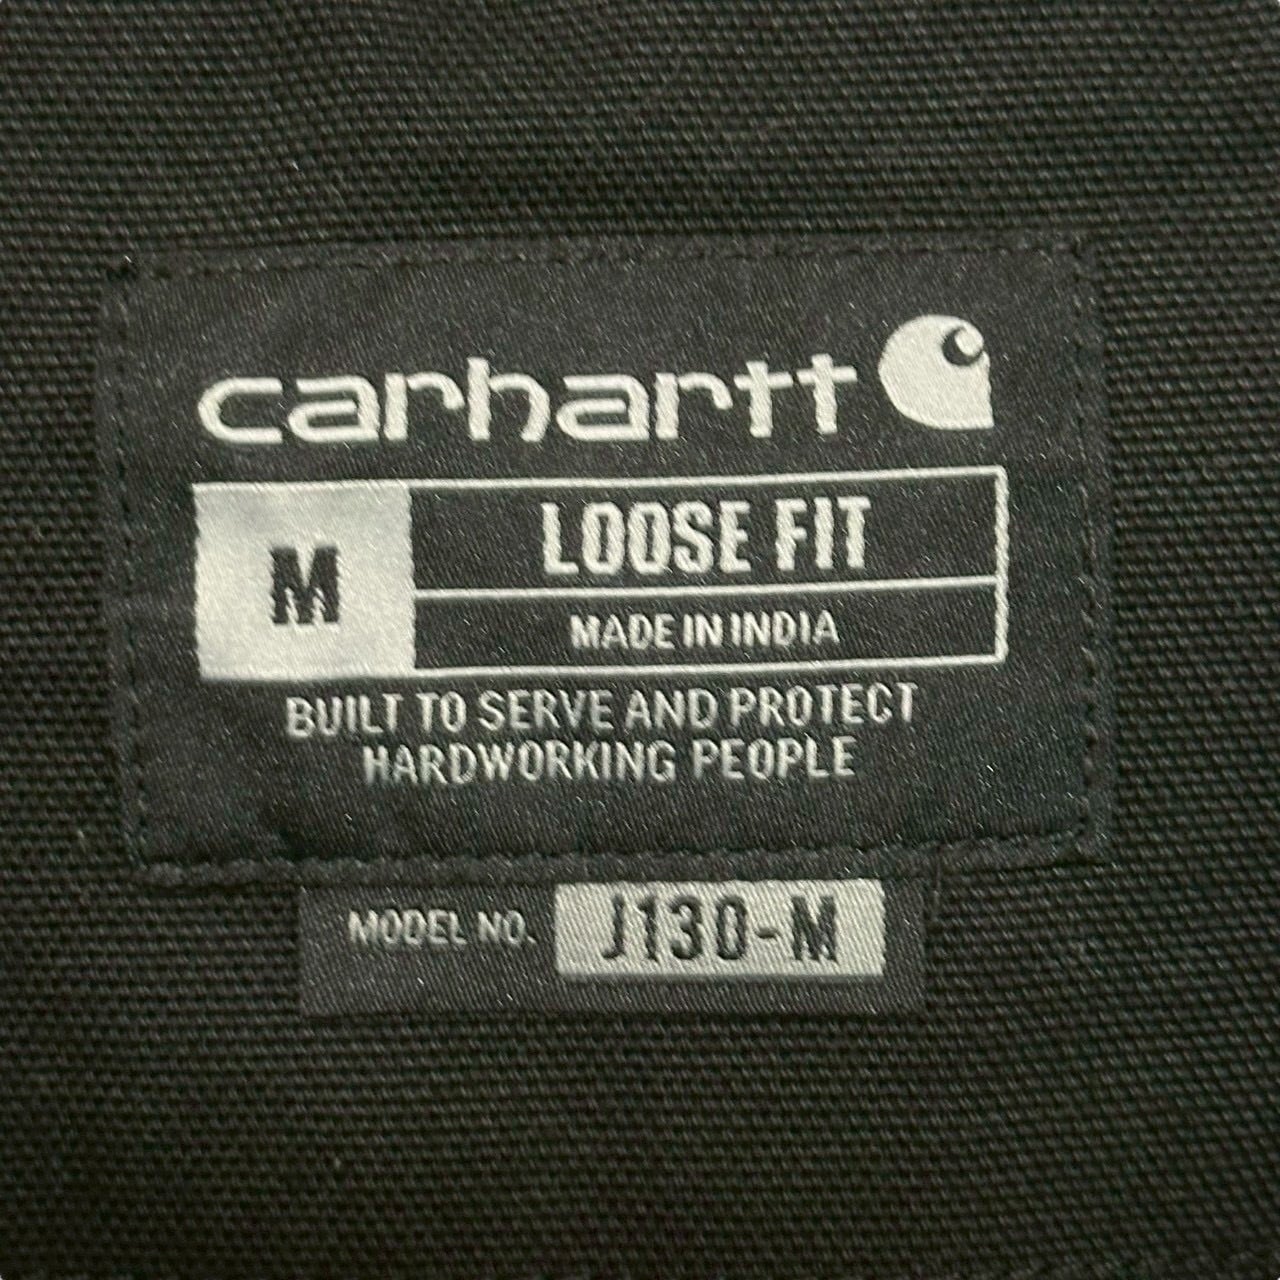 carhartt
M
LOOSE FIT
MADE IN INDIA
BUILT TO SERVE AND PROTECT
HARDWORKING PEOPLE
MODEL NO. J130-M